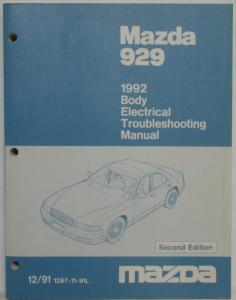 Mazda
929
1992
Body
Electrical
Troubleshooting
Manual
Second Edition
12/91 1287-11-91L
mazda